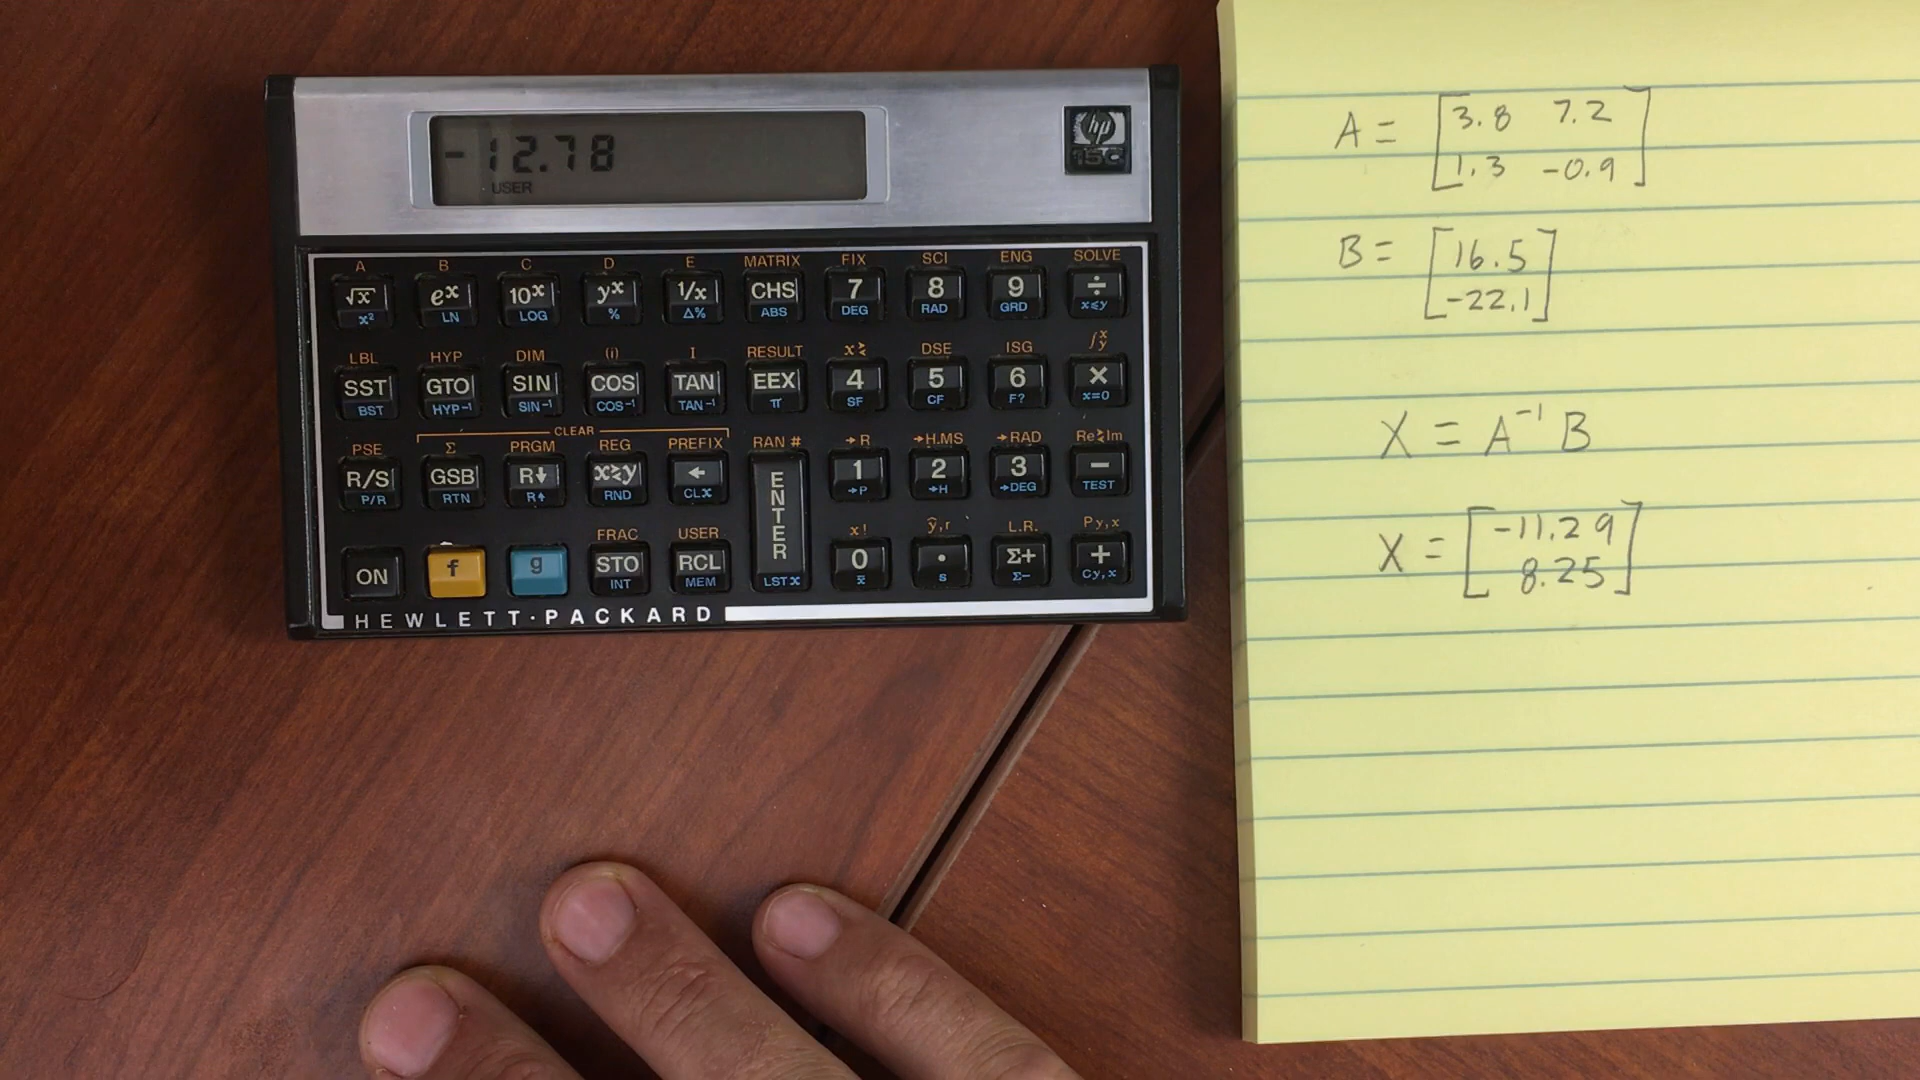 -12.78
USER
hp
15C
A B C D E MATRIX FIX SCI ENG SOLVE
√x eˣ 10ˣ yˣ 1/x CHS 7 8 9 ÷
x² LN LOG % Δ% ABS DEG RAD GRD x≤y
LBL HYP DIM (i) I RESULT x≷ DSE ISG ∫xy
SST GTO SIN COS TAN EEX 4 5 6 ×
BST HYP⁻¹ SIN⁻¹ COS⁻¹ TAN⁻¹ π SF CF F? x=0
CLEAR
PSE Σ PRGM REG PREFIX RAN # →R →H.MS →RAD Re≷Im
R/S GSB R↓ x≷y ← ENTER 1 2 3 −
P/R RTN R↑ RND CLx →P →H →DEG TEST
FRAC USER x! ŷ,r L.R. Py,x
ON f g STO RCL 0 · Σ+ +
INT MEM LSTx x̄ s Σ− Cy,x
HEWLETT·PACKARD
A = [3.8 7.2
1.3 -0.9]
B = [16.5
-22.1]
X = A⁻¹ B
X = [-11.29
8.25]